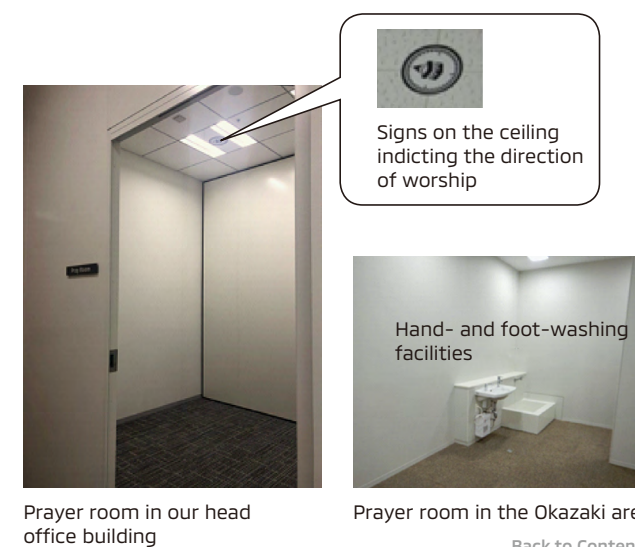 Signs on the ceiling
indicting the direction
of worship
Hand- and foot-washing
facilities
Prayer room in our head
office building
Prayer room in the Okazaki are
Back to Conten